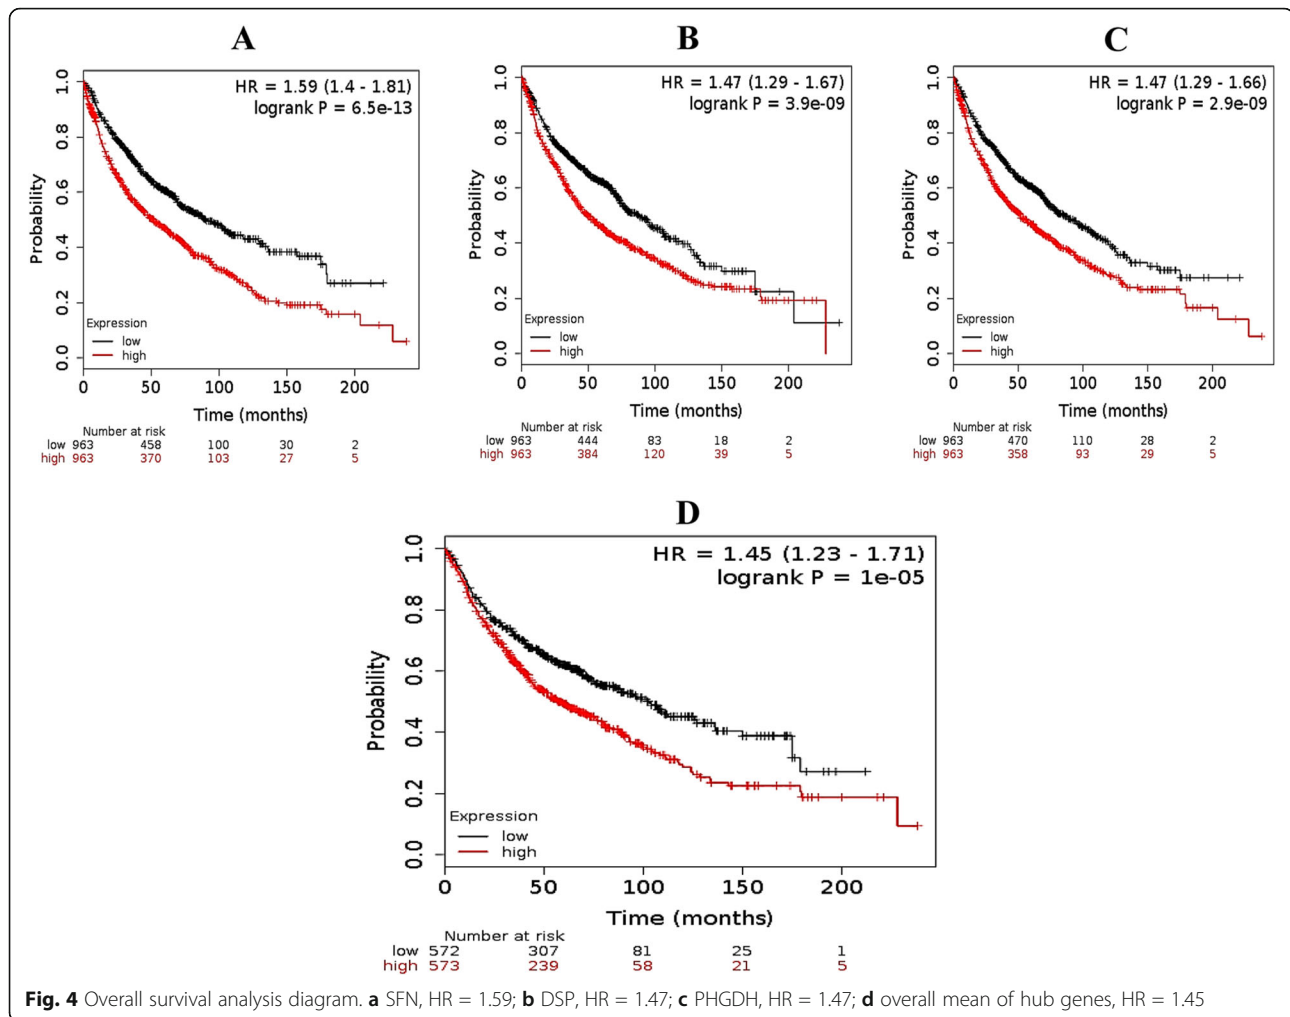 A
HR = 1.59 (1.4 - 1.81)
logrank P = 6.5e-13
Probability
1.0
0.8
0.6
0.4
0.2
0.0
Expression
low
high
0 50 100 150 200
Time (months)
Number at risk
low 963 458 100 30 2
high 963 370 103 27 5
B
HR = 1.47 (1.29 - 1.67)
logrank P = 3.9e-09
Probability
1.0
0.8
0.6
0.4
0.2
0.0
Expression
low
high
0 50 100 150 200
Time (months)
Number at risk
low 963 444 83 18 2
high 963 384 120 39 5
C
HR = 1.47 (1.29 - 1.66)
logrank P = 2.9e-09
Probability
1.0
0.8
0.6
0.4
0.2
0.0
Expression
low
high
0 50 100 150 200
Time (months)
Number at risk
low 963 470 110 28 2
high 963 358 93 29 5
D
HR = 1.45 (1.23 - 1.71)
logrank P = 1e-05
Probability
1.0
0.8
0.6
0.4
0.2
0.0
Expression
low
high
0 50 100 150 200
Time (months)
Number at risk
low 572 307 81 25 1
high 573 239 58 21 5
Fig. 4 Overall survival analysis diagram. a SFN, HR = 1.59; b DSP, HR = 1.47; c PHGDH, HR = 1.47; d overall mean of hub genes, HR = 1.45